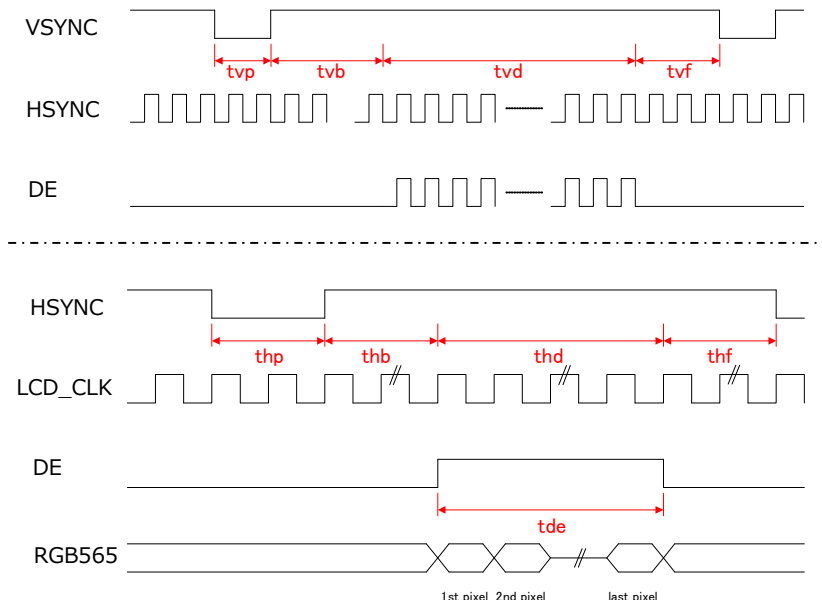 VSYNC
tvp tvb tvd tvf
HSYNC
DE
HSYNC
thp thb thd thf
LCD_CLK
DE
tde
RGB565
1st pixel 2nd pixel last pixel